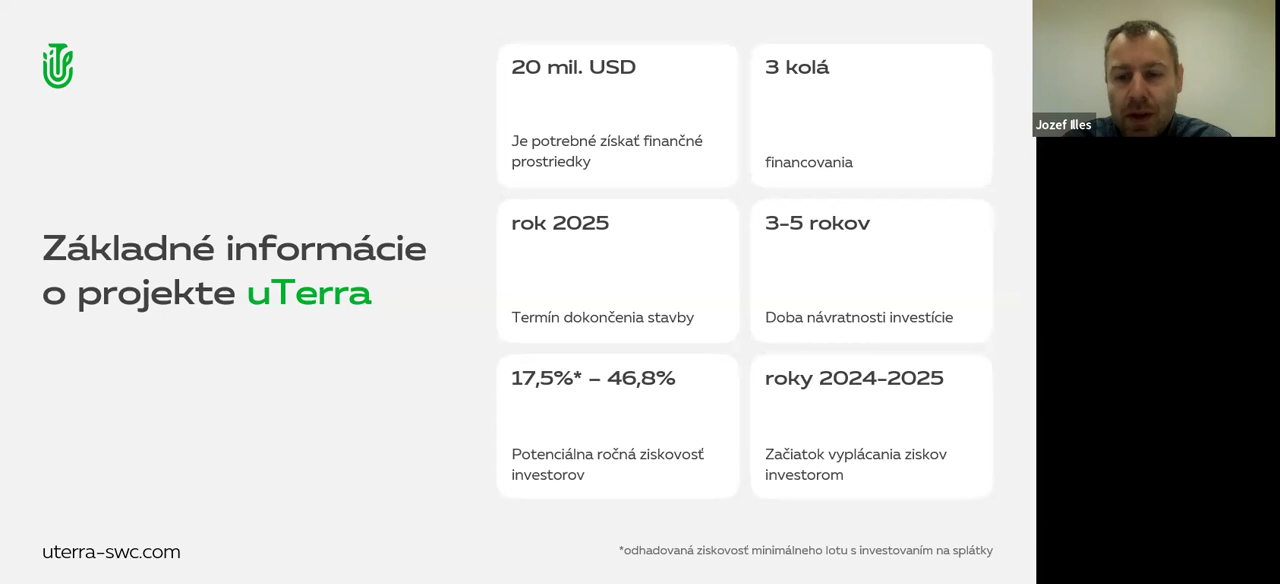 Základné informácie
o projekte uTerra
20 mil. USD
Je potrebné získať finančné
prostriedky
3 kolá
financovania
rok 2025
Termín dokončenia stavby
3-5 rokov
Doba návratnosti investície
17,5%* – 46,8%
Potenciálna ročná ziskovosť
investorov
roky 2024-2025
Začiatok vyplácania ziskov
investorom
uterra-swc.com
*odhadovaná ziskovosť minimálneho lotu s investovaním na splátky
Jozef Illes